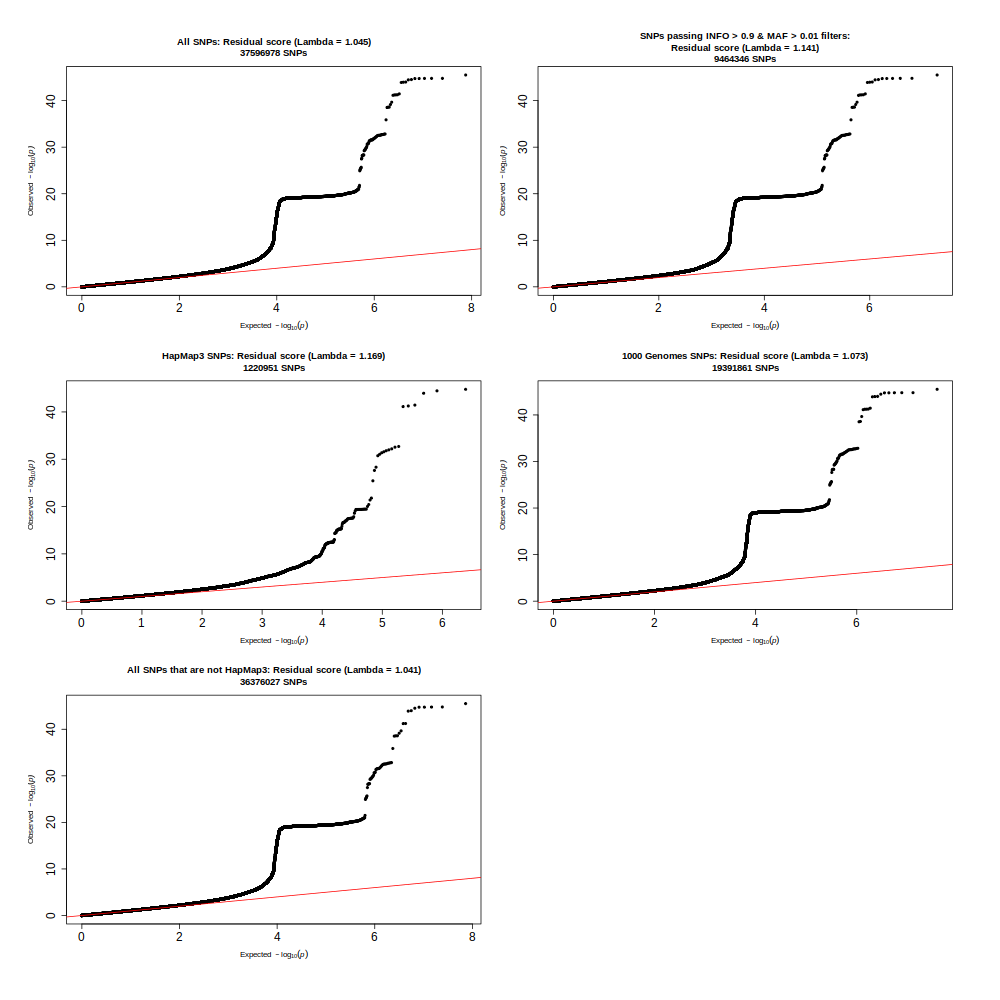 All SNPs: Residual score (Lambda = 1.045)
37596978 SNPs
Observed −log10(p)
0 10 20 30 40
0 2 4 6 8
Expected −log10(p)
SNPs passing INFO > 0.9 & MAF > 0.01 filters:
Residual score (Lambda = 1.141)
9464346 SNPs
Observed −log10(p)
0 10 20 30 40
0 2 4 6
Expected −log10(p)
HapMap3 SNPs: Residual score (Lambda = 1.169)
1220951 SNPs
Observed −log10(p)
0 10 20 30 40
0 1 2 3 4 5 6
Expected −log10(p)
1000 Genomes SNPs: Residual score (Lambda = 1.073)
19391861 SNPs
Observed −log10(p)
0 10 20 30 40
0 2 4 6
Expected −log10(p)
All SNPs that are not HapMap3: Residual score (Lambda = 1.041)
36376027 SNPs
Observed −log10(p)
0 10 20 30 40
0 2 4 6 8
Expected −log10(p)